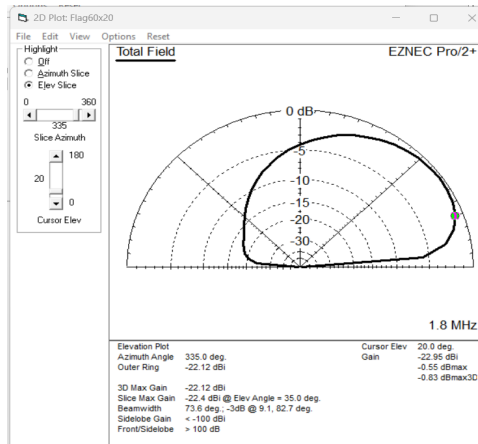 2D Plot: Flag60x20
File Edit View Options Reset
Highlight
Off
Azimuth Slice
Elev Slice
0 360
335
Slice Azimuth
180
20
0
Cursor Elev
Total Field
EZNEC Pro/2+
0 dB
-5
-10
-15
-20
-30
1.8 MHz
Elevation Plot
Azimuth Angle 335.0 deg.
Outer Ring -22.12 dBi
3D Max Gain -22.12 dBi
Slice Max Gain -22.4 dBi @ Elev Angle = 35.0 deg.
Beamwidth 73.6 deg.; -3dB @ 9.1, 82.7 deg.
Sidelobe Gain < -100 dBi
Front/Sidelobe > 100 dB
Cursor Elev 20.0 deg.
Gain -22.95 dBi
-0.55 dBmax
-0.83 dBmax3D